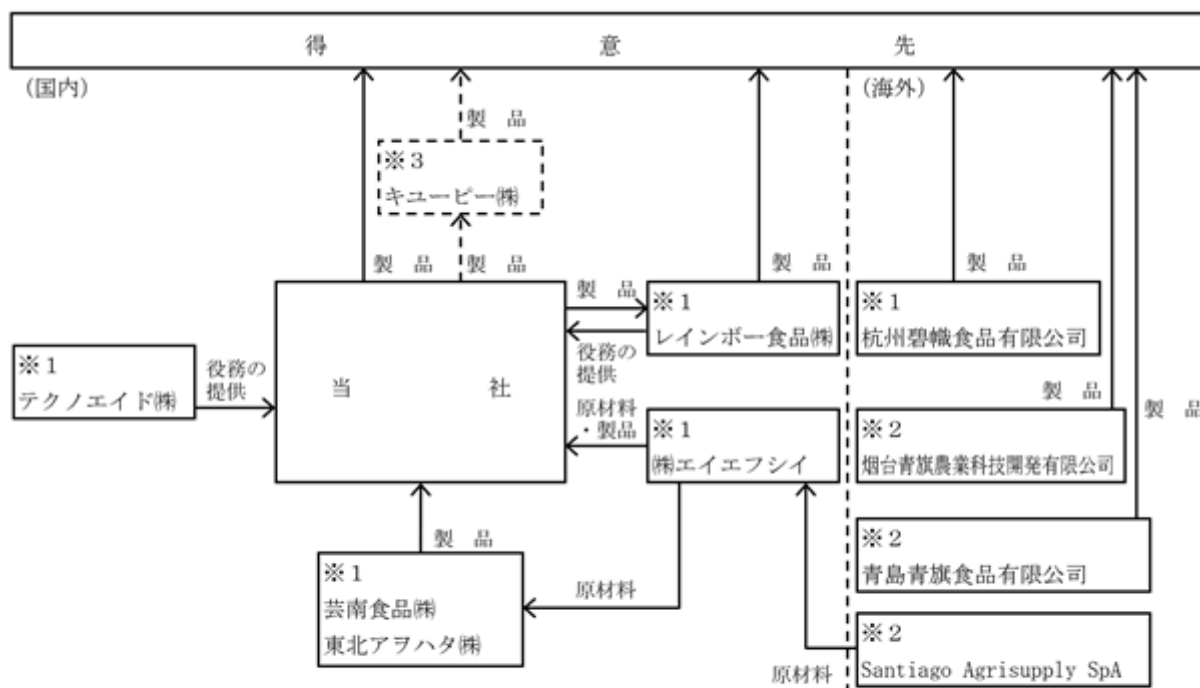 得意先
(国内)
(海外)
製品
※3
キユーピー㈱
製品
製品
製品
製品
製品
※1
レインボー食品㈱
※1
杭州碧幟食品有限公司
※1
テクノエイド㈱
役務の
提供
当社
役務の
提供
原材料
・製品
※1
㈱エイエフシイ
製品
※2
烟台青旗農業科技開発有限公司
製品
製品
※1
芸南食品㈱
東北アヲハタ㈱
原材料
※2
青島青旗食品有限公司
原材料
※2
Santiago Agrisupply SpA